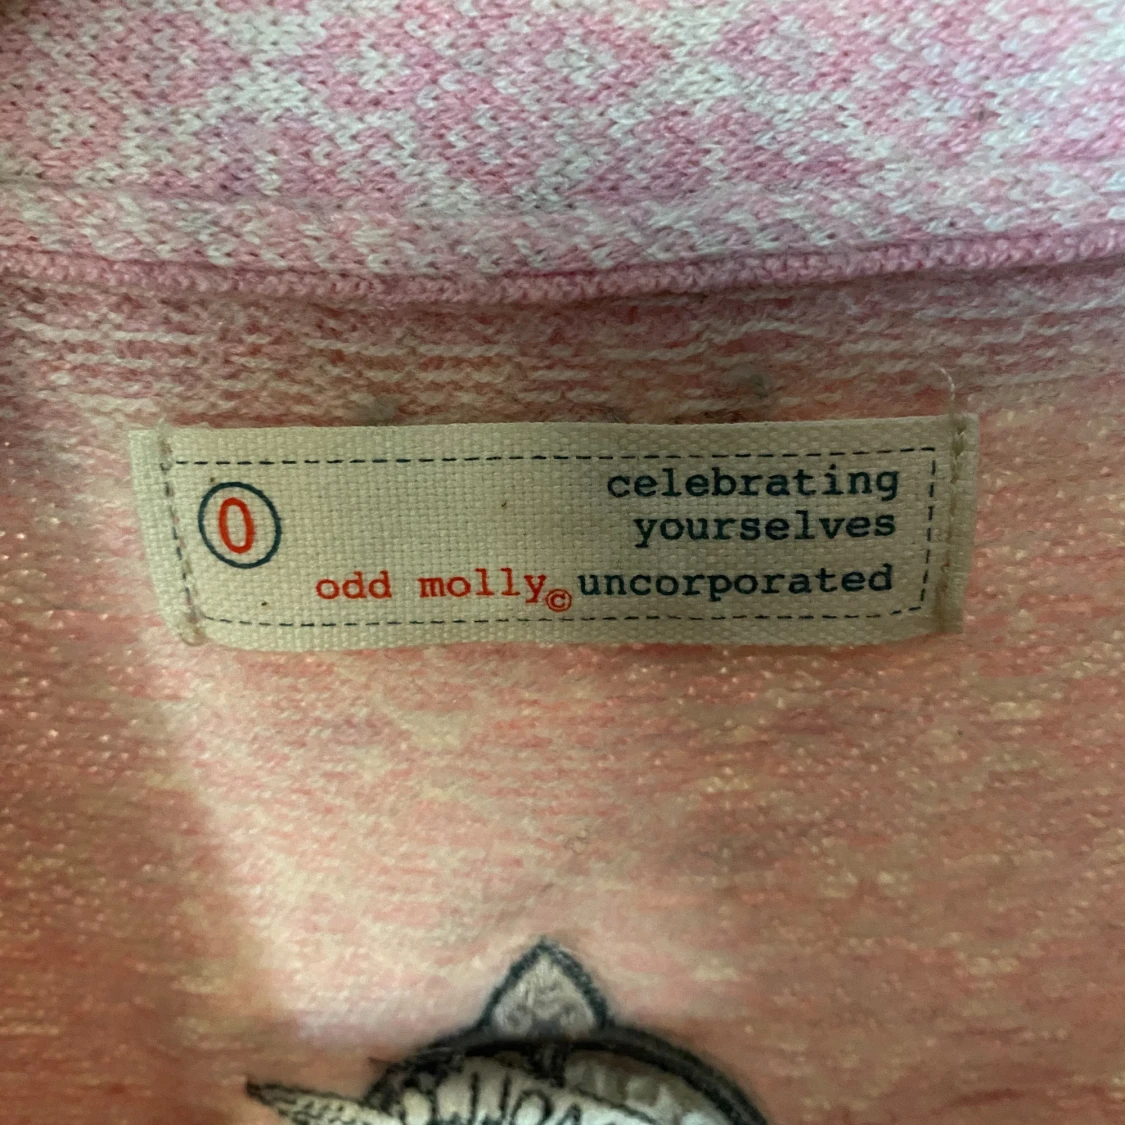 0
celebrating
yourselves
odd molly© uncorporated